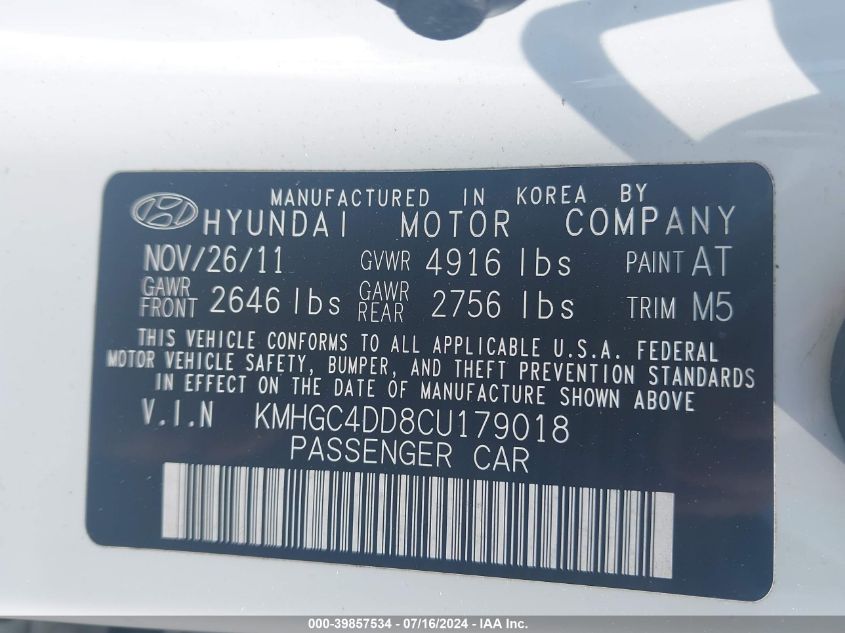 MANUFACTURED IN KOREA BY
HYUNDAI MOTOR COMPANY
NOV/26/11 GVWR 4916 lbs PAINT AT
GAWR FRONT 2646 lbs GAWR REAR 2756 lbs TRIM M5
THIS VEHICLE CONFORMS TO ALL APPLICABLE U.S.A. FEDERAL
MOTOR VEHICLE SAFETY, BUMPER, AND THEFT PREVENTION STANDARDS
IN EFFECT ON THE DATE OF MANUFACTURE SHOWN ABOVE
V.I.N KMHGC4DD8CU179018
PASSENGER CAR
000-39857534 - 07/16/2024 - © IAA Inc.